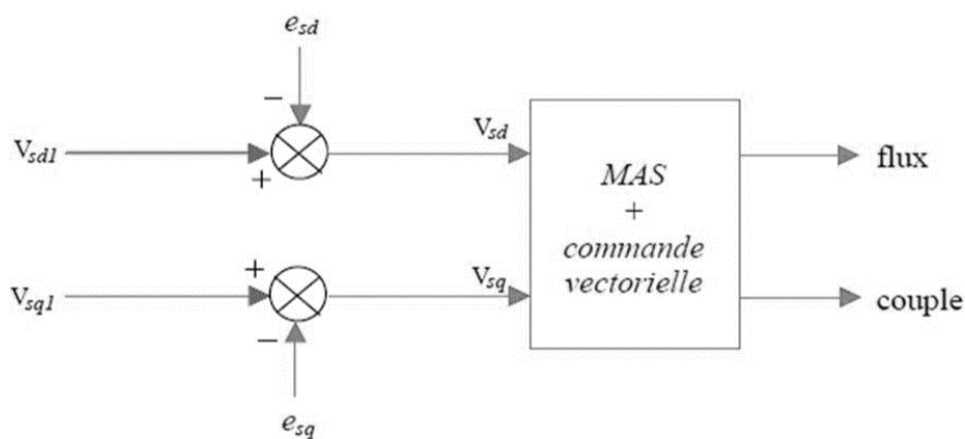 e_sd
−
V_sd1
+
V_sd
MAS
+
commande
vectorielle
flux
V_sq1
+
−
V_sq
couple
e_sq